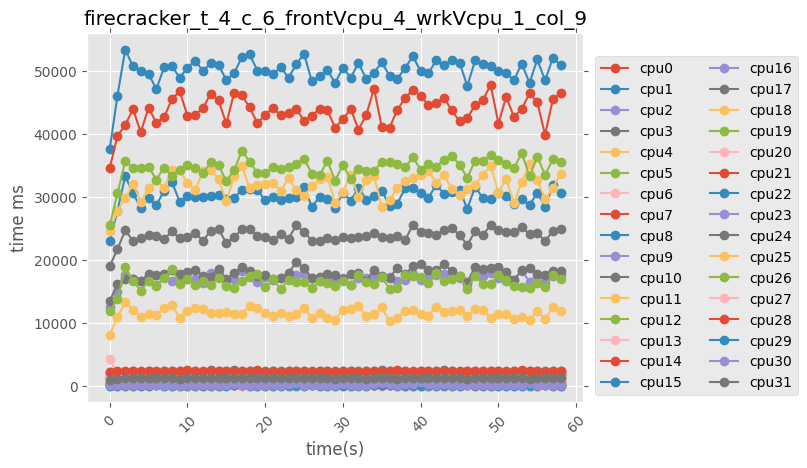 firecracker_t_4_c_6_frontVcpu_4_wrkVcpu_1_col_9
50000
40000
30000
20000
10000
0
time ms
0
10
20
30
40
50
60
time(s)
cpu0
cpu1
cpu2
cpu3
cpu4
cpu5
cpu6
cpu7
cpu8
cpu9
cpu10
cpu11
cpu12
cpu13
cpu14
cpu15
cpu16
cpu17
cpu18
cpu19
cpu20
cpu21
cpu22
cpu23
cpu24
cpu25
cpu26
cpu27
cpu28
cpu29
cpu30
cpu31